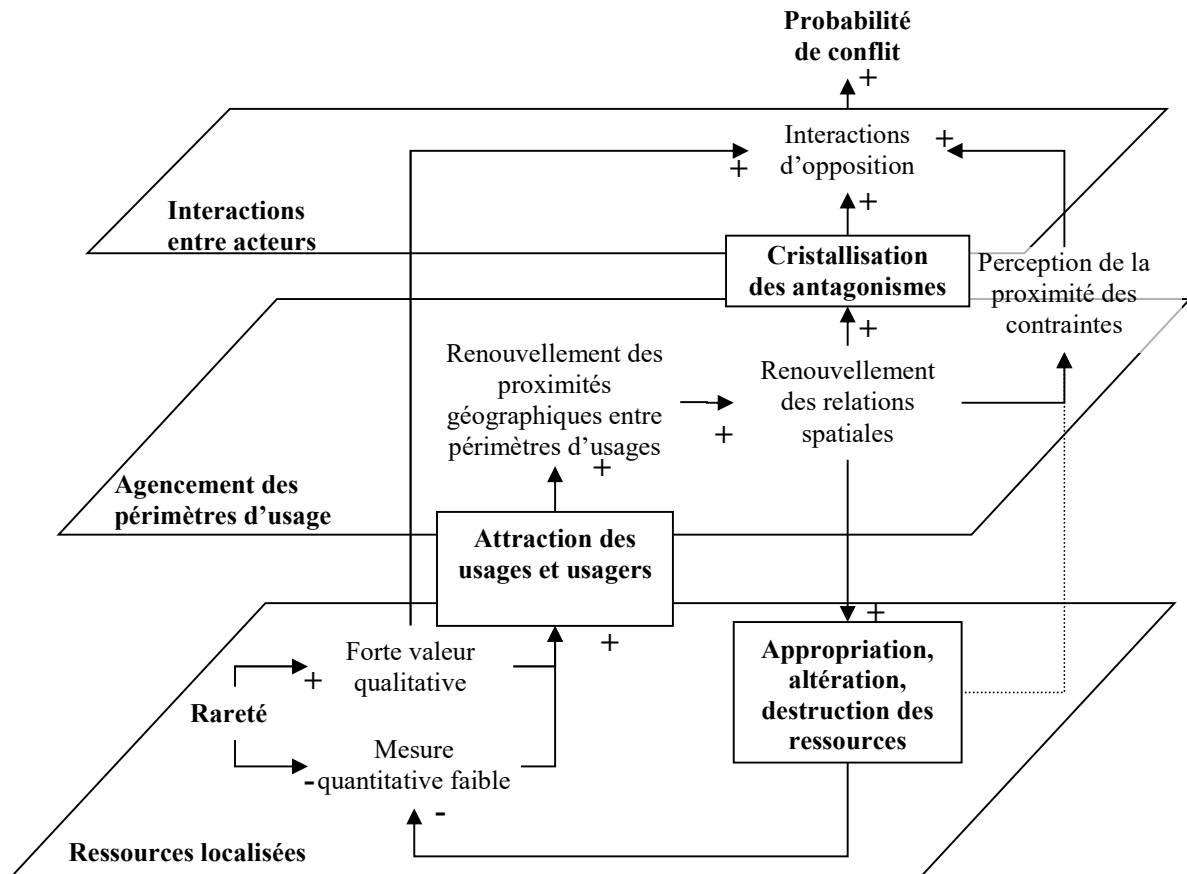 Probabilité
de conflit
+
Interactions
d’opposition
+
+
+
Interactions
entre acteurs
Cristallisation
des antagonismes
Perception de la
proximité des
contraintes
+
Renouvellement des
proximités
géographiques entre
périmètres d’usages
Renouvellement
des relations
spatiales
+
+
Agencement des
périmètres d’usage
Attraction des
usages et usagers
+
+
Forte valeur
qualitative
+
Rareté
Appropriation,
altération,
destruction des
ressources
Mesure
-quantitative faible
-
Ressources localisées